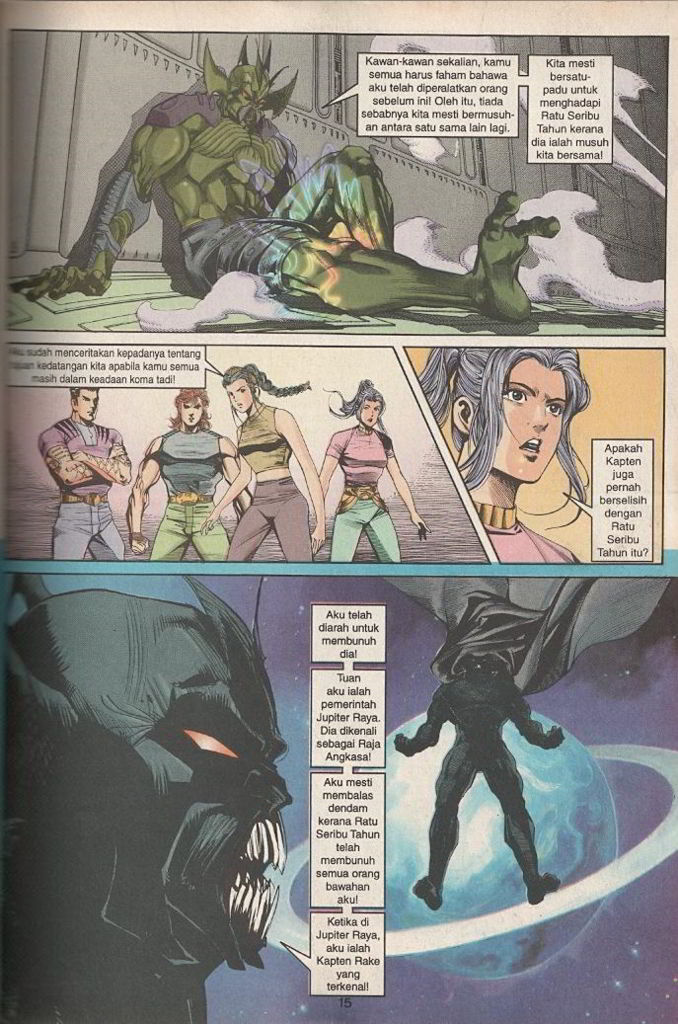 Kawan-kawan sekalian, kamu
semua harus faham bahawa
aku telah diperalatkan orang
sebelum ini! Oleh itu, tiada
sebabnya kita mesti bermusuh-
an antara satu sama lain lagi.
Kita mesti
bersatu-
padu untuk
menghadapi
Ratu Seribu
Tahun kerana
dia ialah musuh
kita bersama!
sudah menceritakan kepadanya tentang
kedatangan kita apabila kamu semua
masih dalam keadaan koma tadi!
Apakah
Kapten
juga
pernah
berselisih
dengan
Ratu
Seribu
Tahun itu?
Aku telah
diarah untuk
membunuh
dia!
Tuan
aku ialah
pemerintah
Jupiter Raya.
Dia dikenali
sebagai Raja
Angkasa!
Aku mesti
membalas
dendam
kerana Ratu
Seribu Tahun
telah
membunuh
semua orang
bawahan
aku!
Ketika di
Jupiter Raya,
aku ialah
Kapten Rake
yang
terkenal!
15